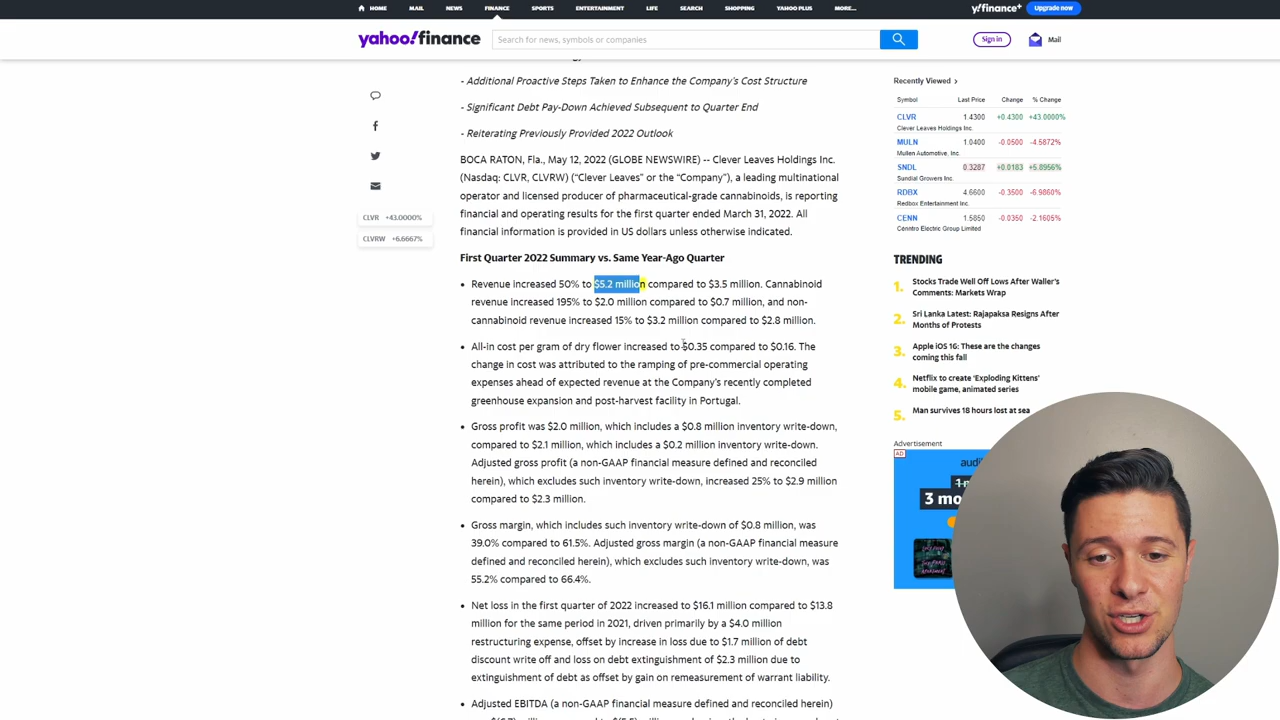 HOME MAIL NEWS FINANCE SPORTS ENTERTAINMENT LIFE SEARCH SHOPPING YAHOO PLUS MORE... y!finance+ Upgrade now
yahoo!finance Search for news, symbols or companies Sign in Mail
- Additional Proactive Steps Taken to Enhance the Company's Cost Structure
- Significant Debt Pay-Down Achieved Subsequent to Quarter End
- Reiterating Previously Provided 2022 Outlook
BOCA RATON, Fla., May 12, 2022 (GLOBE NEWSWIRE) -- Clever Leaves Holdings Inc.
(Nasdaq: CLVR, CLVRW) ("Clever Leaves" or the "Company"), a leading multinational
operator and licensed producer of pharmaceutical-grade cannabinoids, is reporting
financial and operating results for the first quarter ended March 31, 2022. All
financial information is provided in US dollars unless otherwise indicated.
CLVR +43.0000%
CLVRW +6.6667%
First Quarter 2022 Summary vs. Same Year-Ago Quarter
• Revenue increased 50% to $5.2 million compared to $3.5 million. Cannabinoid
revenue increased 195% to $2.0 million compared to $0.7 million, and non-
cannabinoid revenue increased 15% to $3.2 million compared to $2.8 million.
• All-in cost per gram of dry flower increased to $0.35 compared to $0.16. The
change in cost was attributed to the ramping of pre-commercial operating
expenses ahead of expected revenue at the Company's recently completed
greenhouse expansion and post-harvest facility in Portugal.
• Gross profit was $2.0 million, which includes a $0.8 million inventory write-down,
compared to $2.1 million, which includes a $0.2 million inventory write-down.
Adjusted gross profit (a non-GAAP financial measure defined and reconciled
herein), which excludes such inventory write-down, increased 25% to $2.9 million
compared to $2.3 million.
• Gross margin, which includes such inventory write-down of $0.8 million, was
39.0% compared to 61.5%. Adjusted gross margin (a non-GAAP financial measure
defined and reconciled herein), which excludes such inventory write-down, was
55.2% compared to 66.4%.
• Net loss in the first quarter of 2022 increased to $16.1 million compared to $13.8
million for the same period in 2021, driven primarily by a $4.0 million
restructuring expense, offset by increase in loss due to $1.7 million of debt
discount write off and loss on debt extinguishment of $2.3 million due to
extinguishment of debt as offset by gain on remeasurement of warrant liability.
• Adjusted EBITDA (a non-GAAP financial measure defined and reconciled herein)
Recently Viewed >
Symbol Last Price Change % Change
CLVR 1.4300 +0.4300 +43.0000%
Clever Leaves Holdings Inc.
MULN 1.0400 -0.0500 -4.5872%
Mullen Automotive, Inc.
SNDL 0.3287 +0.0183 +5.8956%
Sundial Growers Inc.
RDBX 4.6600 -0.3500 -6.9860%
Redbox Entertainment Inc.
CENN 1.5850 -0.0350 -2.1605%
Cenntro Electric Group Limited
TRENDING
1. Stocks Trade Well Off Lows After Waller's
Comments: Markets Wrap
2. Sri Lanka Latest: Rajapaksa Resigns After
Months of Protests
3. Apple iOS 16: These are the changes
coming this fall
4. Netflix to create 'Exploding Kittens'
mobile game, animated series
5. Man survives 18 hours lost at sea
Advertisement
AD
3 mo